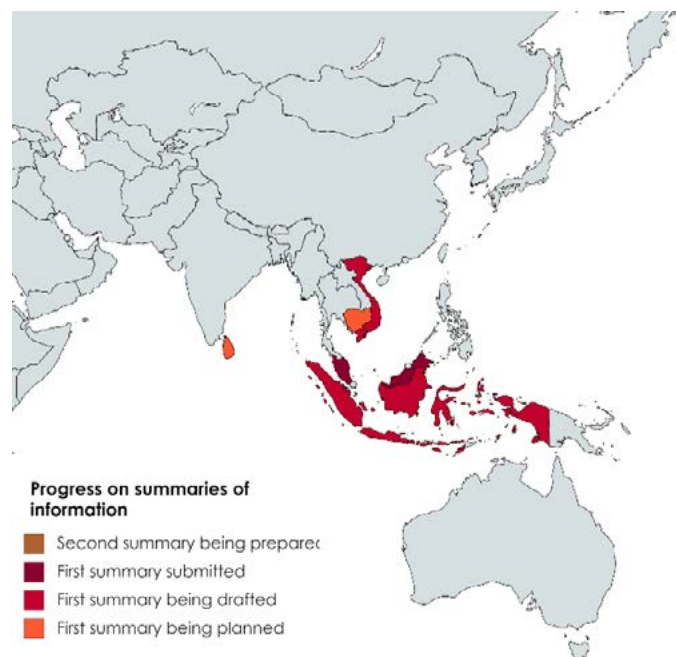 Progress on summaries of
information
Second summary being preparec
First summary submitted
First summary being drafted
First summary being planned